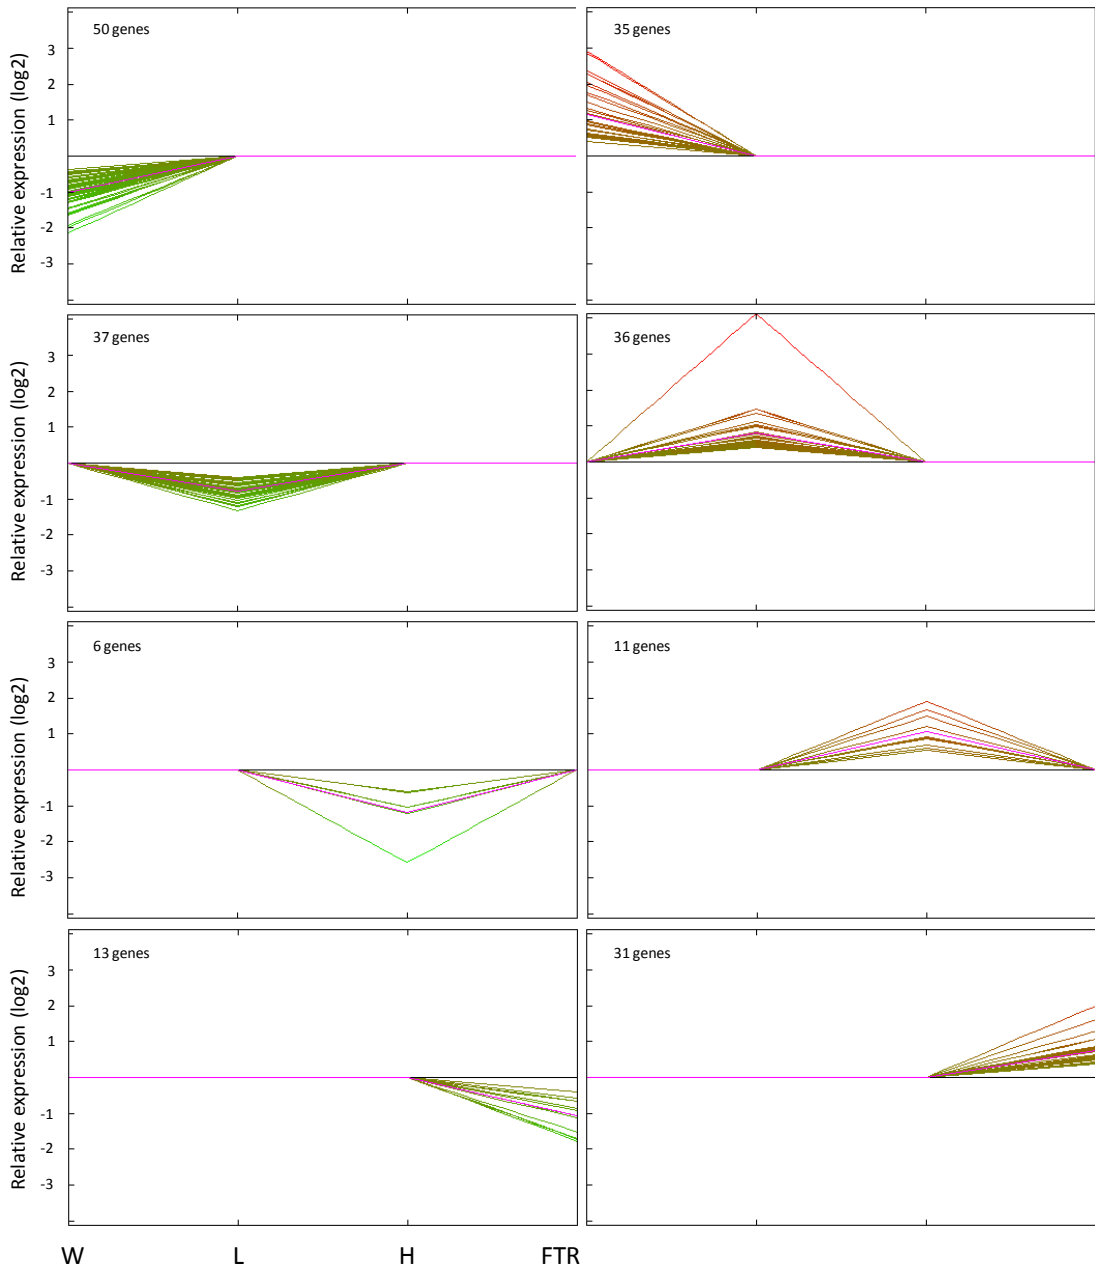 50 genes
35 genes
Relative expression (log2)
3
2
1
-1
-2
-3
37 genes
36 genes
Relative expression (log2)
3
2
1
-1
-2
-3
6 genes
11 genes
Relative expression (log2)
3
2
1
-1
-2
-3
13 genes
31 genes
Relative expression (log2)
3
2
1
-1
-2
-3
W L H FTR